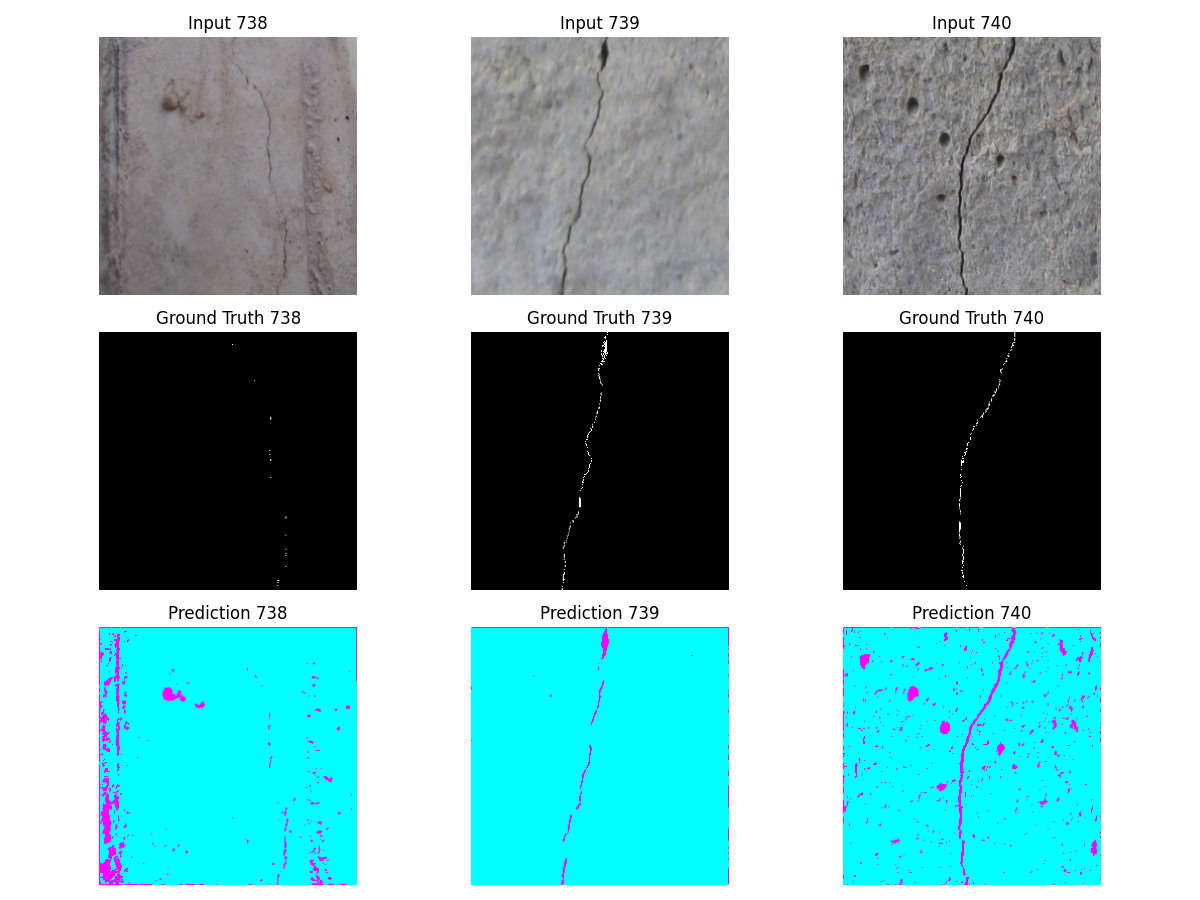 Input 738
Input 739
Input 740
Ground Truth 738
Ground Truth 739
Ground Truth 740
Prediction 738
Prediction 739
Prediction 740